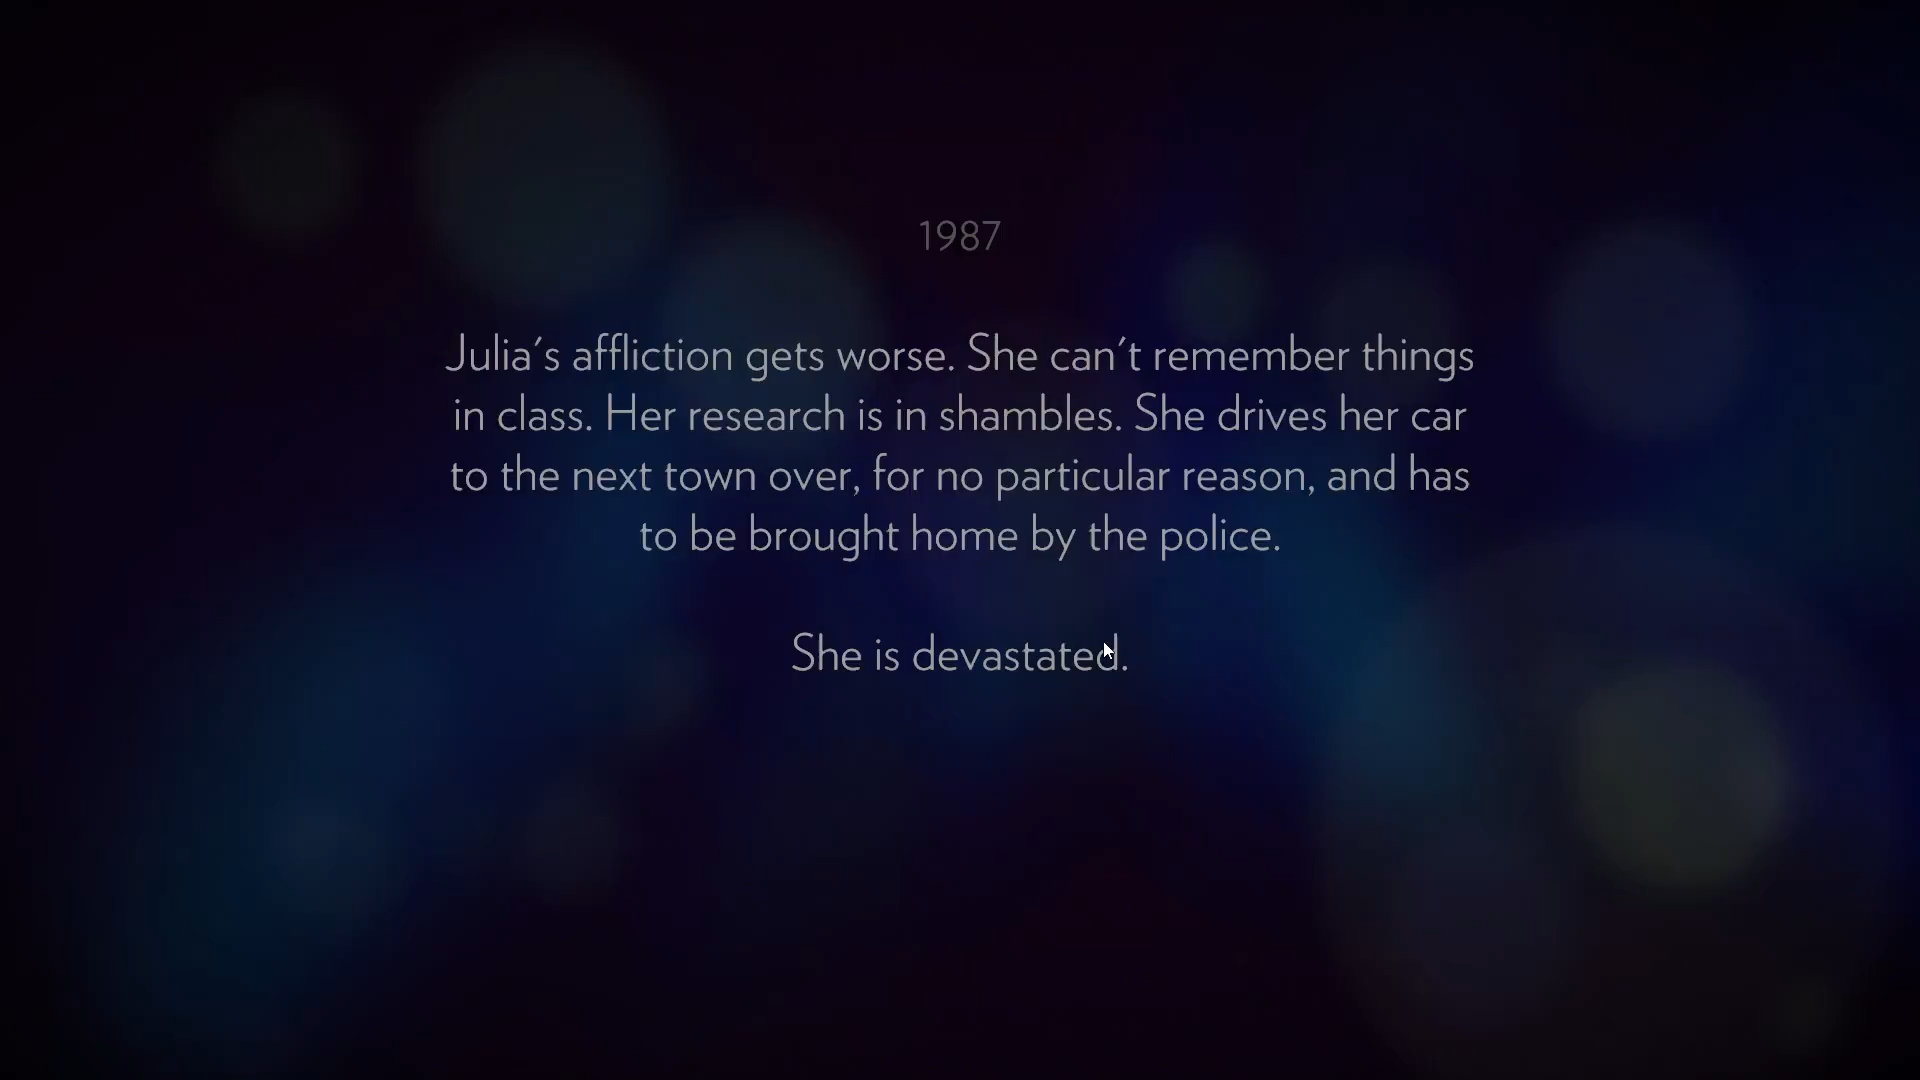 1987
Julia's affliction gets worse. She can't remember things
in class. Her research is in shambles. She drives her car
to the next town over, for no particular reason, and has
to be brought home by the police.
She is devastated.